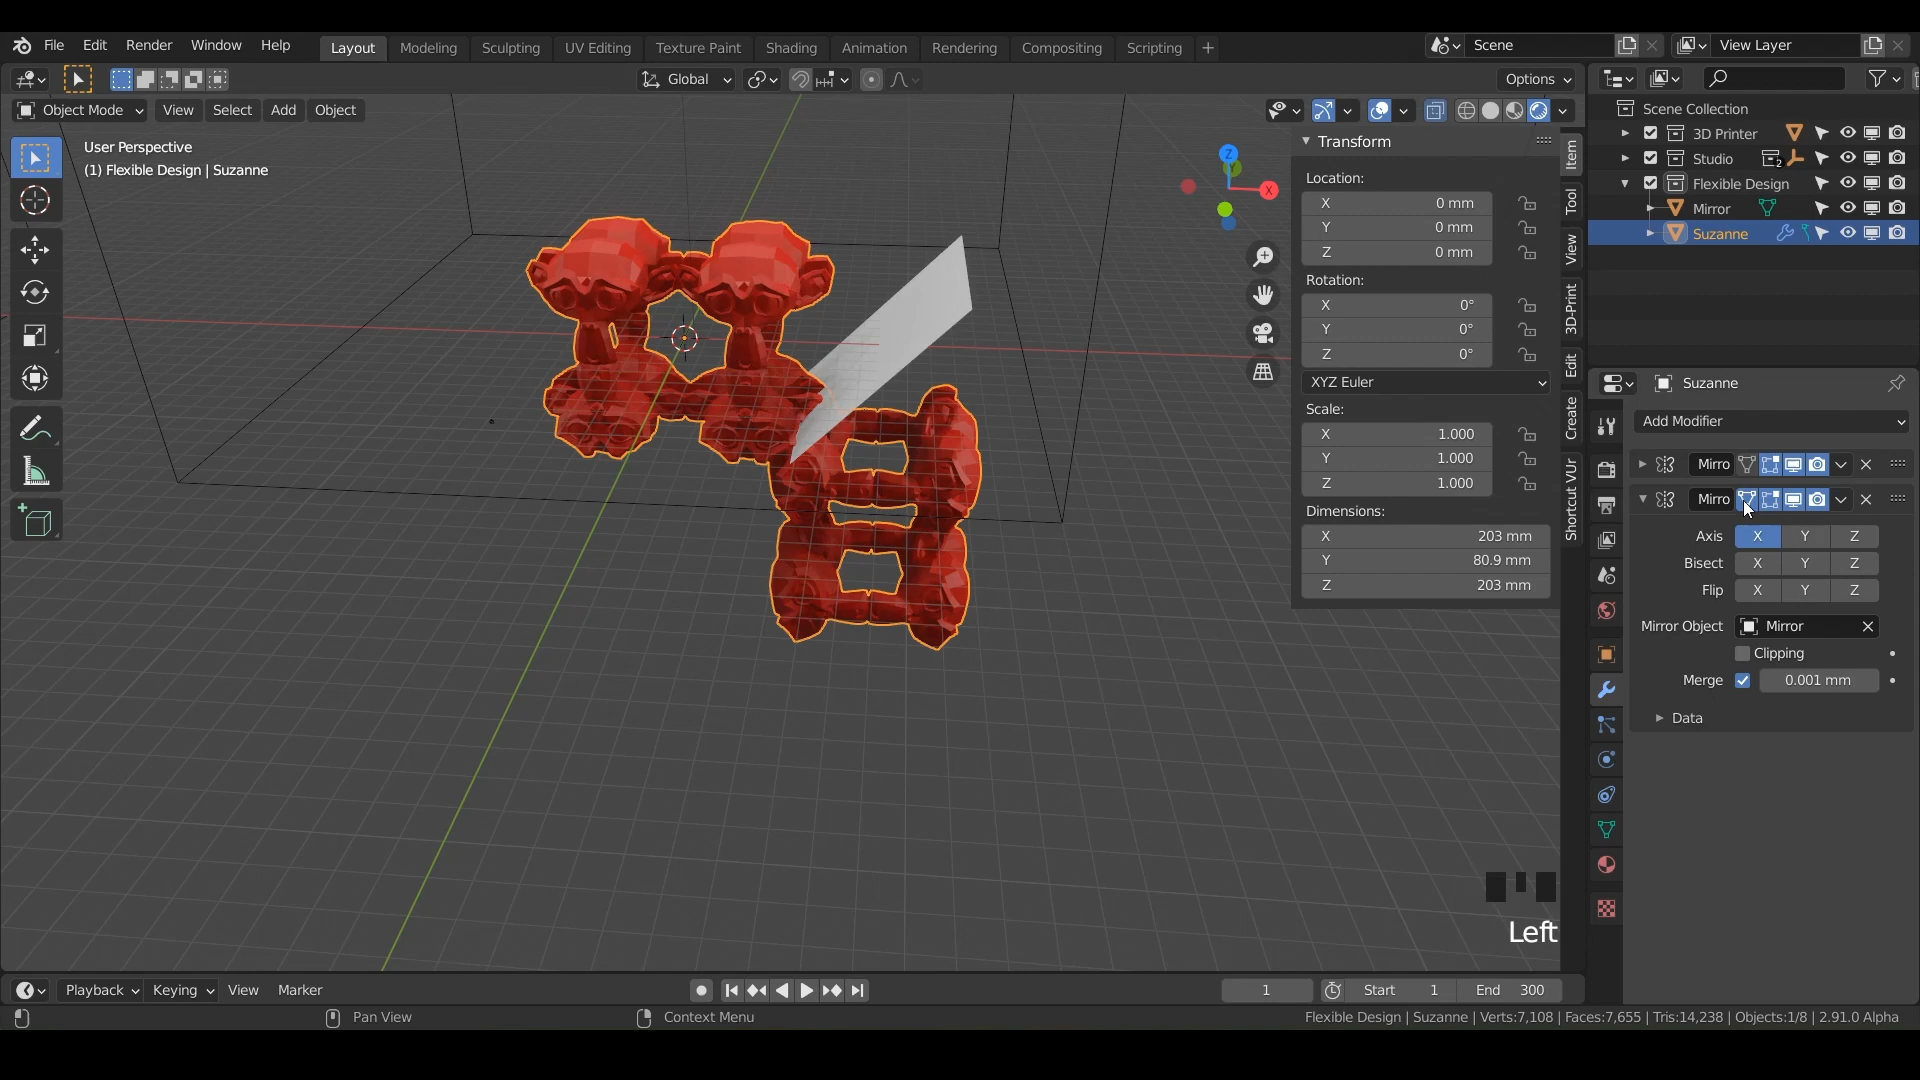 File Edit Render Window Help Layout Modeling Sculpting UV Editing Texture Paint Shading Animation Rendering Compositing Scripting + Scene View Layer
Global Options
Object Mode View Select Add Object
User Perspective
(1) Flexible Design | Suzanne
Z
X
Transform
Location:
X 0 mm
Y 0 mm
Z 0 mm
Rotation:
X 0°
Y 0°
Z 0°
XYZ Euler
Scale:
X 1.000
Y 1.000
Z 1.000
Dimensions:
X 203 mm
Y 80.9 mm
Z 203 mm
Item
Tool
View
3D-Print
Edit
Create
Shortcut VUr
Scene Collection
3D Printer
Studio 2
Flexible Design
Mirror
Suzanne
Suzanne
Add Modifier
Mirro
Mirro
Axis X Y Z
Bisect X Y Z
Flip X Y Z
Mirror Object Mirror
Clipping
Merge 0.001 mm
Data
Left
Playback Keying View Marker 1 Start 1 End 300
Pan View Context Menu Flexible Design | Suzanne | Verts:7,108 | Faces:7,655 | Tris:14,238 | Objects:1/8 | 2.91.0 Alpha